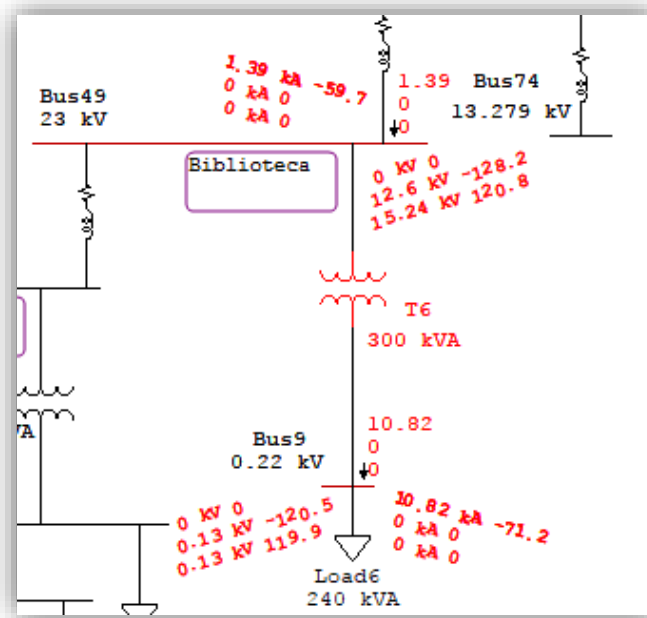 1.39 kA -59.7
0 kA 0
0 kA 0
1.39
0
0
Bus74
13.279 kV
Bus49
23 kV
Biblioteca
0 kV 0
12.6 kV -128.2
15.24 kV 120.8
T6
300 kVA
VA
10.82
0
0
Bus9
0.22 kV
0 kV 0
0.13 kV -120.5
0.13 kV 119.9
10.82 kA -71.2
0 kA 0
0 kA 0
Load6
240 kVA